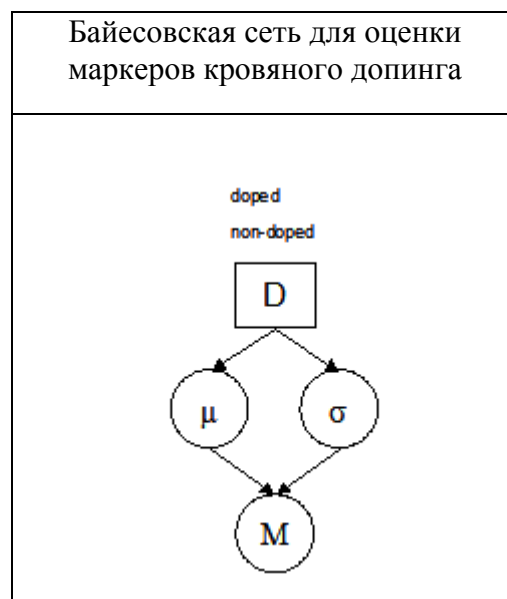 Байесовская сеть для оценки
маркеров кровяного допинга
doped
non-doped
D
μ σ
M